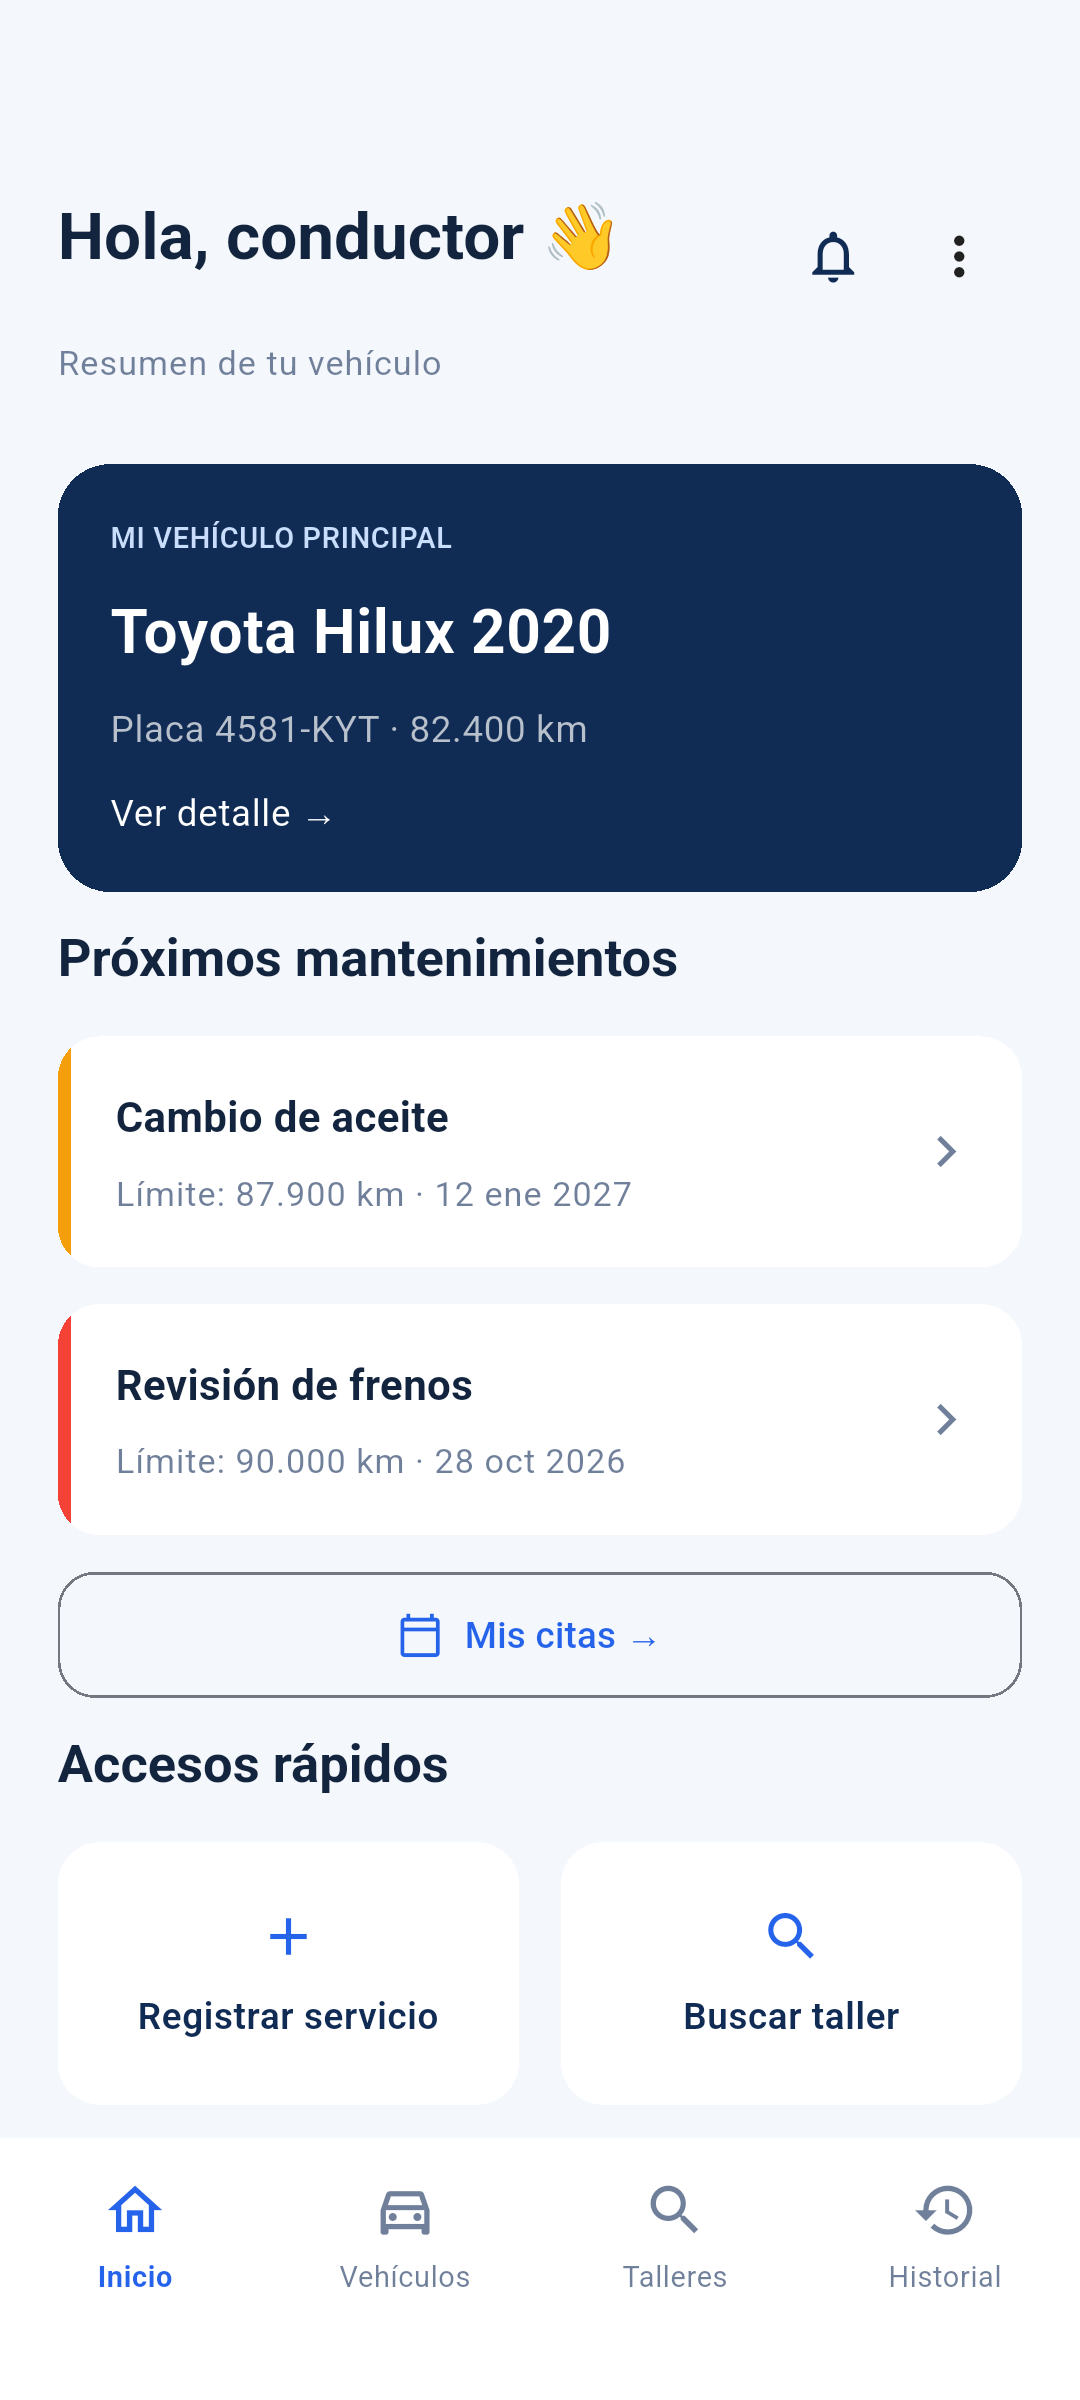 Hola, conductor 👋
Resumen de tu vehículo
MI VEHÍCULO PRINCIPAL
Toyota Hilux 2020
Placa 4581-KYT · 82.400 km
Ver detalle →
Próximos mantenimientos
Cambio de aceite
Límite: 87.900 km · 12 ene 2027
Revisión de frenos
Límite: 90.000 km · 28 oct 2026
Mis citas →
Accesos rápidos
Registrar servicio
Buscar taller
Inicio
Vehículos
Talleres
Historial